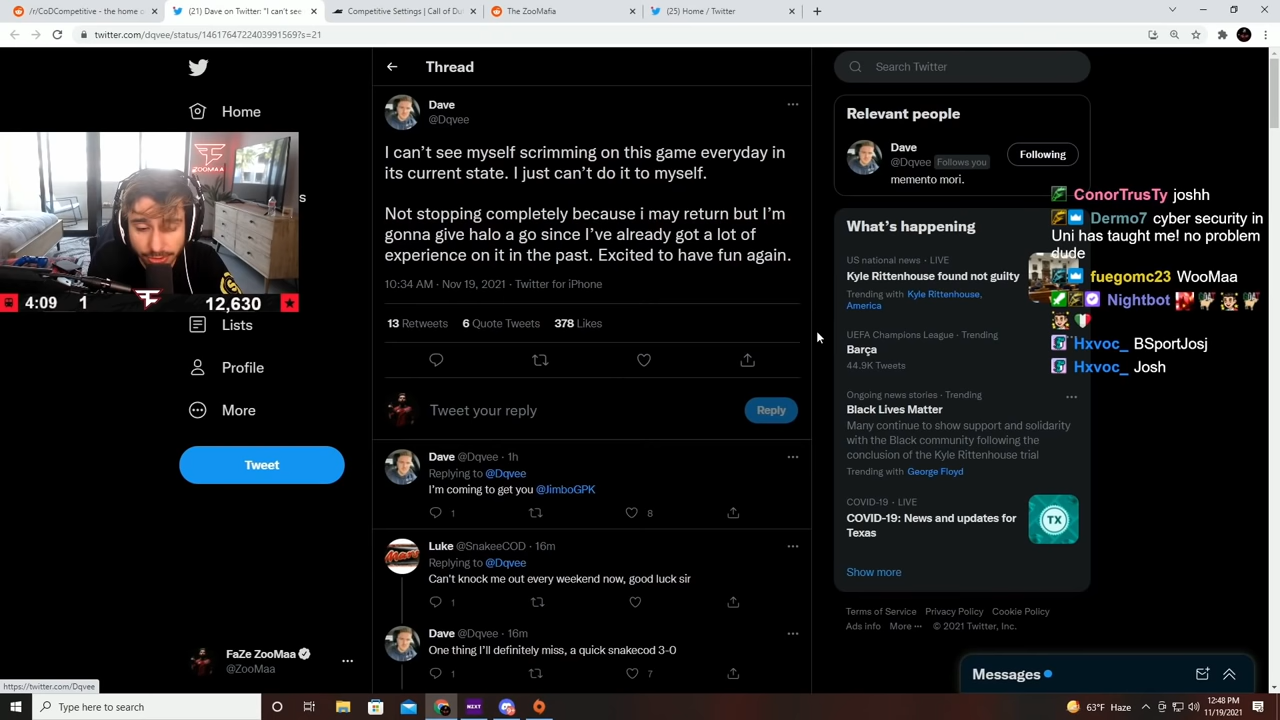 /r/CodCompetitive - the home o
(21) Dave on Twitter: "I can't see
Competitive Settings | Call of Du
The ZooMafia
(25) Home / Twitter
twitter.com/dqvee/status/1461764722403991569?s=21
Home
Lists
Profile
More
Tweet
FaZe ZooMaa
@ZooMaa
https://twitter.com/Dqvee
ZOOMAA
4:09
1
12,630
s
Thread
Dave
@Dqvee
I can't see myself scrimming on this game everyday in
its current state. I just can't do it to myself.
Not stopping completely because i may return but I'm
gonna give halo a go since I've already got a lot of
experience on it in the past. Excited to have fun again.
10:34 AM · Nov 19, 2021 · Twitter for iPhone
13 Retweets 6 Quote Tweets 378 Likes
Tweet your reply
Reply
Dave @Dqvee · 1h
Replying to @Dqvee
I'm coming to get you @JimboGPK
1 8
Luke @SnakeeCOD · 16m
Replying to @Dqvee
Can't knock me out every weekend now, good luck sir
1
Dave @Dqvee · 16m
One thing I'll definitely miss, a quick snakecod 3-0
1 7
Search Twitter
Relevant people
Dave
@Dqvee Follows you
Following
memento mori.
What's happening
US national news · LIVE
Kyle Rittenhouse found not guilty
Trending with Kyle Rittenhouse,
America
UEFA Champions League · Trending
Barça
44.9K Tweets
Ongoing news stories · Trending
Black Lives Matter
Many continue to show support and solidarity
with the Black community following the
conclusion of the Kyle Rittenhouse trial
Trending with George Floyd
COVID-19 · LIVE
COVID-19: News and updates for
Texas
TX
Show more
Terms of Service Privacy Policy Cookie Policy
Ads info More ··· © 2021 Twitter, Inc.
Messages
ConorTrusTy joshh
Dermo7 cyber security in
Uni has taught me! no problem
dude
fuegomc23 WooMaa
Nightbot
Hxvoc_ BSportJosj
Hxvoc_ Josh
Type here to search
NZXT
63°F Haze
12:48 PM
11/19/2021